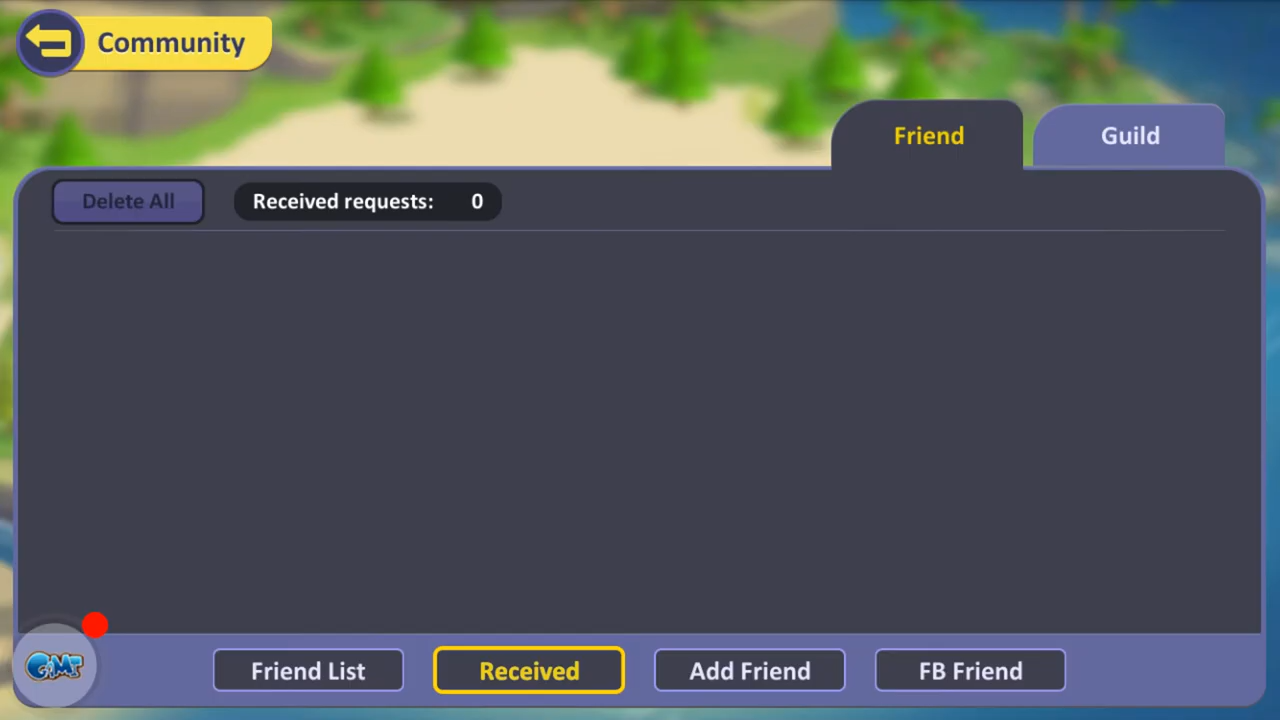 Community
Friend
Guild
Delete All
Received requests: 0
Friend List
Received
Add Friend
FB Friend